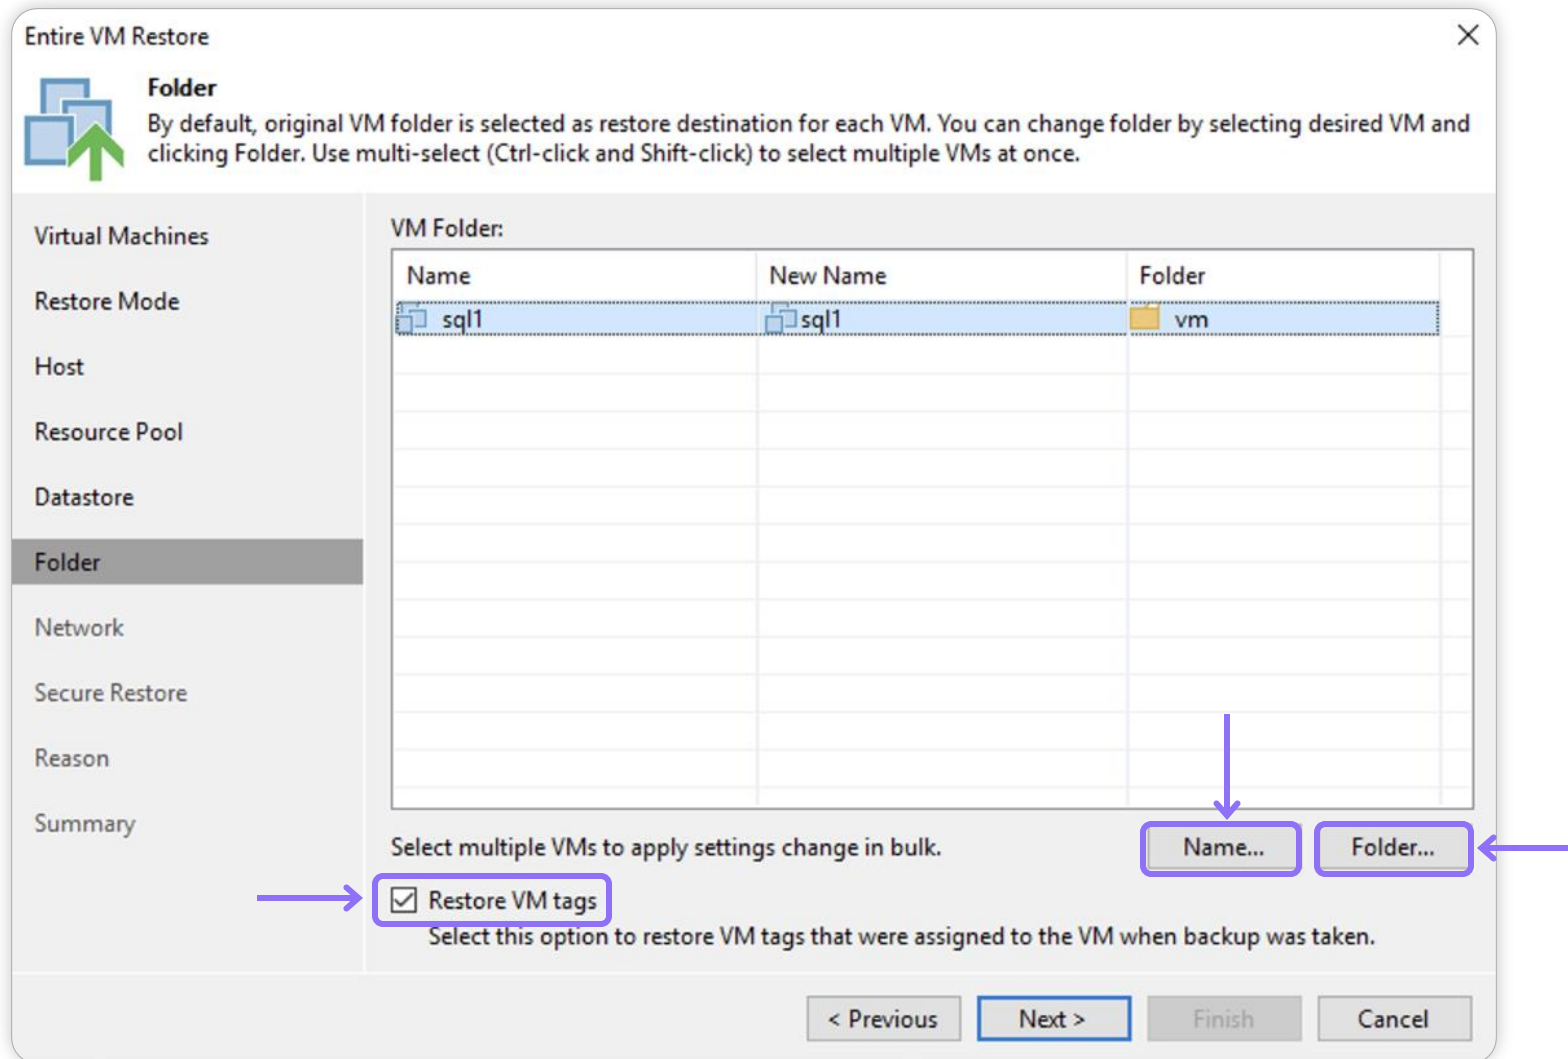 Entire VM Restore
Folder
By default, original VM folder is selected as restore destination for each VM. You can change folder by selecting desired VM and
clicking Folder. Use multi-select (Ctrl-click and Shift-click) to select multiple VMs at once.
Virtual Machines
Restore Mode
Host
Resource Pool
Datastore
Folder
Network
Secure Restore
Reason
Summary
VM Folder:
Name New Name Folder
sql1 sql1 vm
Select multiple VMs to apply settings change in bulk.
Name... Folder...
Restore VM tags
Select this option to restore VM tags that were assigned to the VM when backup was taken.
< Previous Next > Finish Cancel